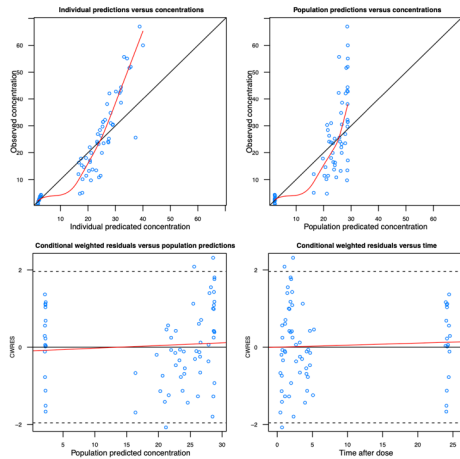 Individual predictions versus concentrations
Observed concentration
60
50
40
30
20
10
10 20 30 40 50 60
Individual predicated concentration
Population predictions versus concentrations
Observed concentration
60
50
40
30
20
10
10 20 30 40 50 60
Population predicated concentration
Conditional weighted residuals versus population predictions
CWRES
2
0
-2
5 10 15 20 25 30
Population predicted concentration
Conditional weighted residuals versus time
CWRES
2
0
-2
0 5 10 15 20 25
Time after dose